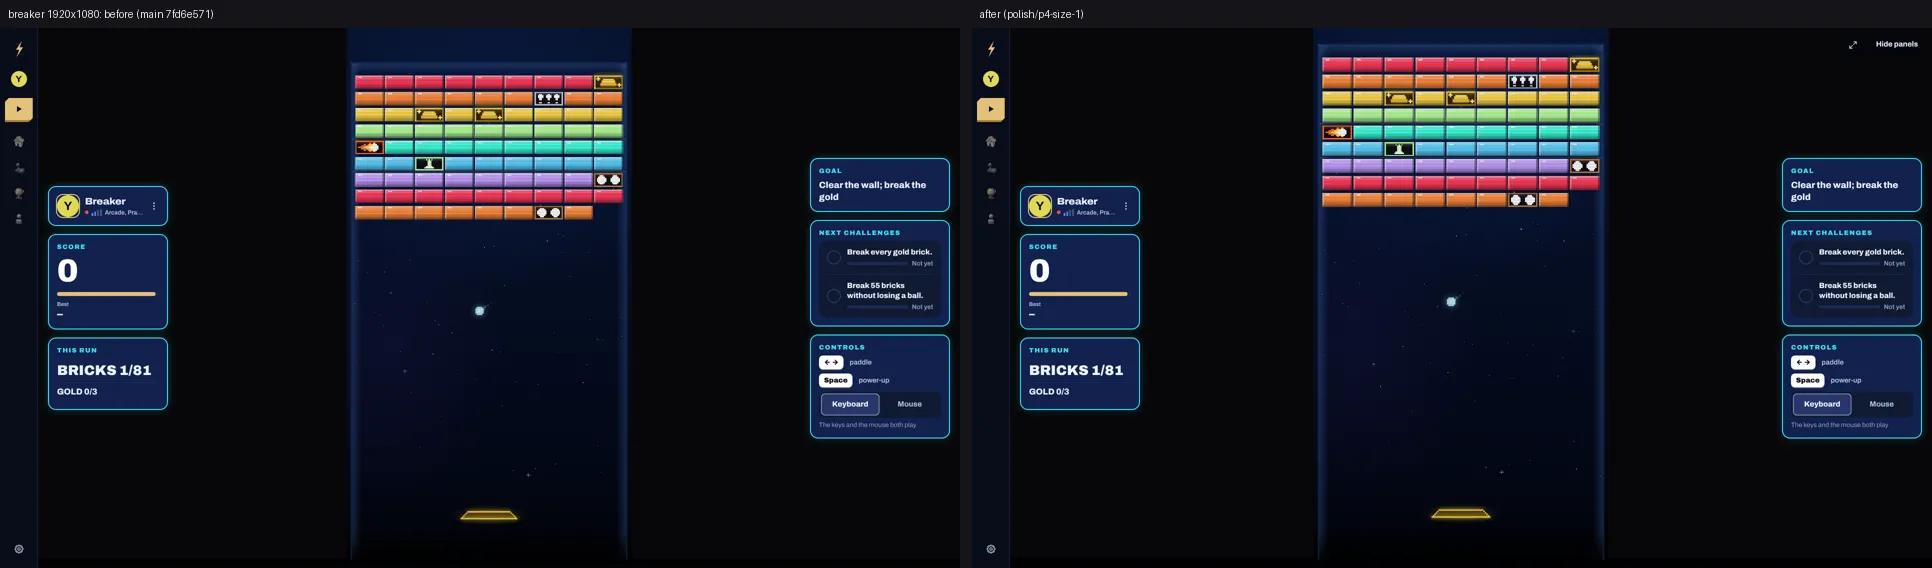 breaker 1920x1080: before (main 7fd6e571)
Y
Y
Breaker
Arcade, Pra...
SCORE
0
Best
–
THIS RUN
BRICKS 1/81
GOLD 0/3
GOAL
Clear the wall; break the
gold
NEXT CHALLENGES
Break every gold brick.
Not yet
Break 55 bricks
without losing a ball.
Not yet
CONTROLS
← → paddle
Space power-up
Keyboard Mouse
The keys and the mouse both play
after (polish/p4-size-1)
Hide panels
Y
Y
Breaker
Arcade, Pra...
SCORE
0
Best
–
THIS RUN
BRICKS 1/81
GOLD 0/3
GOAL
Clear the wall; break the
gold
NEXT CHALLENGES
Break every gold brick.
Not yet
Break 55 bricks
without losing a ball.
Not yet
CONTROLS
← → paddle
Space power-up
Keyboard Mouse
The keys and the mouse both play